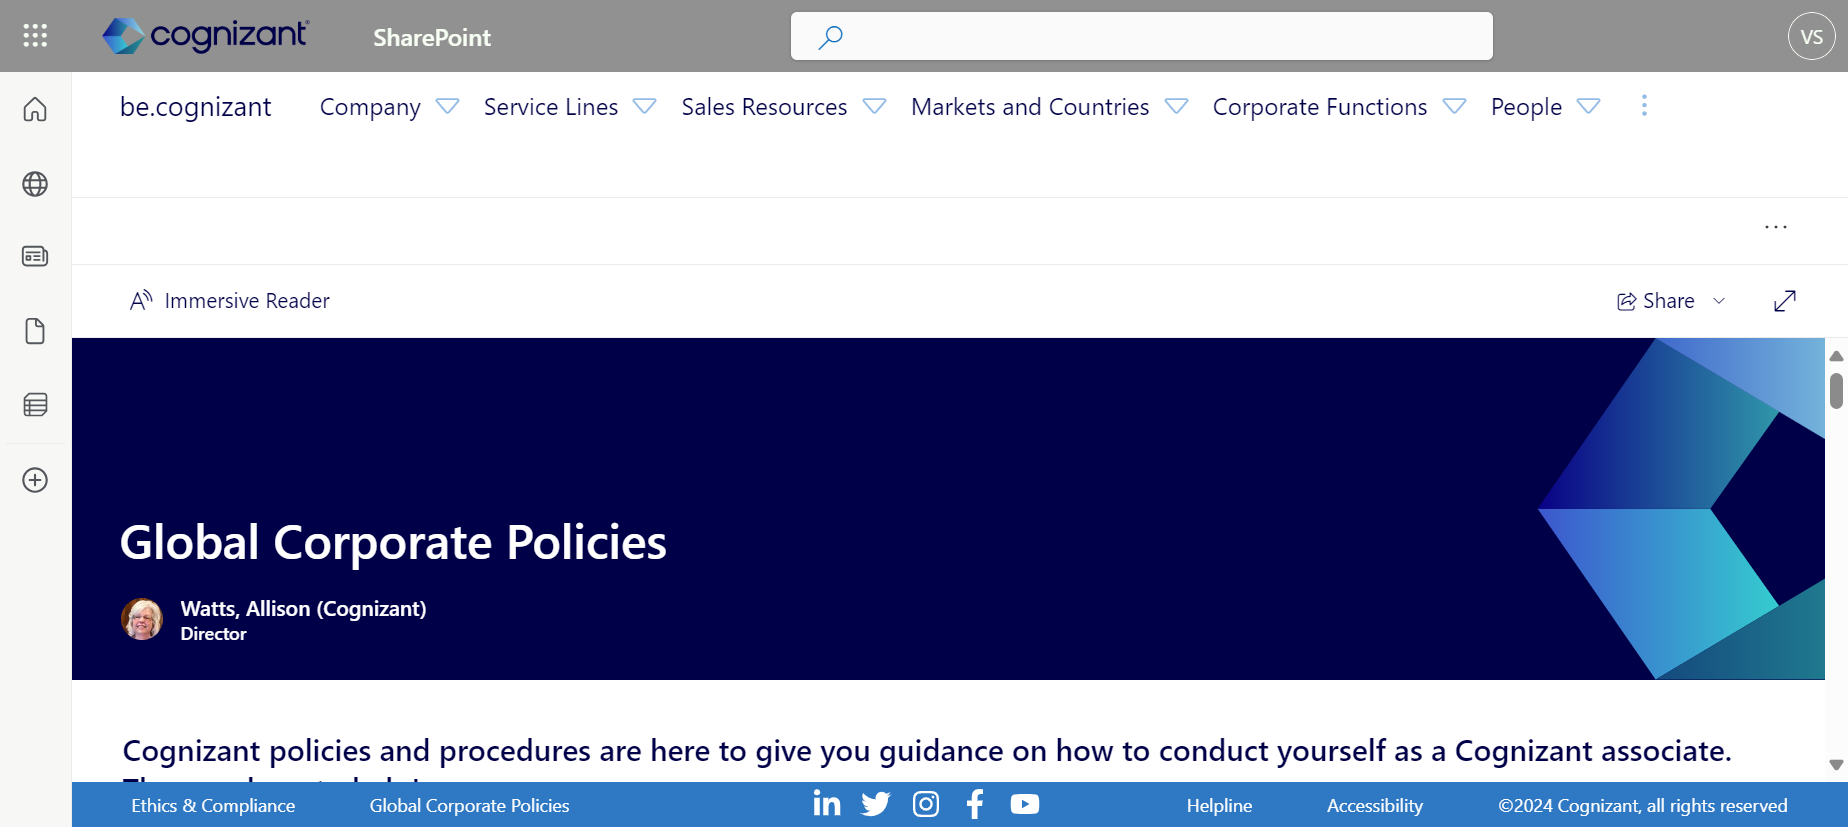 cognizant
SharePoint
VS
be.cognizant
Company
Service Lines
Sales Resources
Markets and Countries
Corporate Functions
People
Immersive Reader
Share
Global Corporate Policies
Watts, Allison (Cognizant)
Director
Cognizant policies and procedures are here to give you guidance on how to conduct yourself as a Cognizant associate.
Ethics & Compliance
Global Corporate Policies
Helpline
Accessibility
©2024 Cognizant, all rights reserved